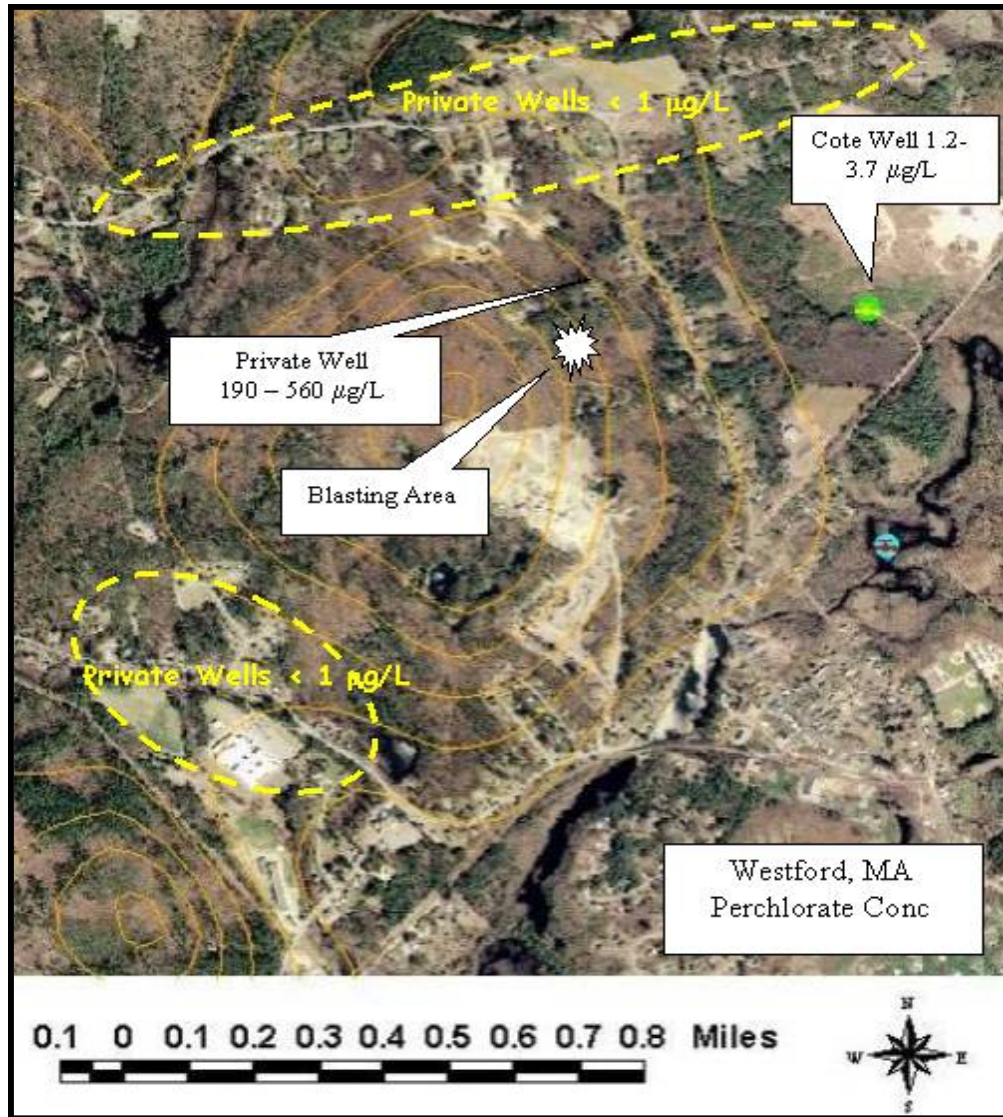 Private Wells < 1 µg/L
Cote Well 1.2-
3.7 µg/L
Private Well
190 – 560 µg/L
Blasting Area
Private Wells < 1 µg/L
Westford, MA
Perchlorate Conc
0.1 0 0.1 0.2 0.3 0.4 0.5 0.6 0.7 0.8 Miles
N
W E
S